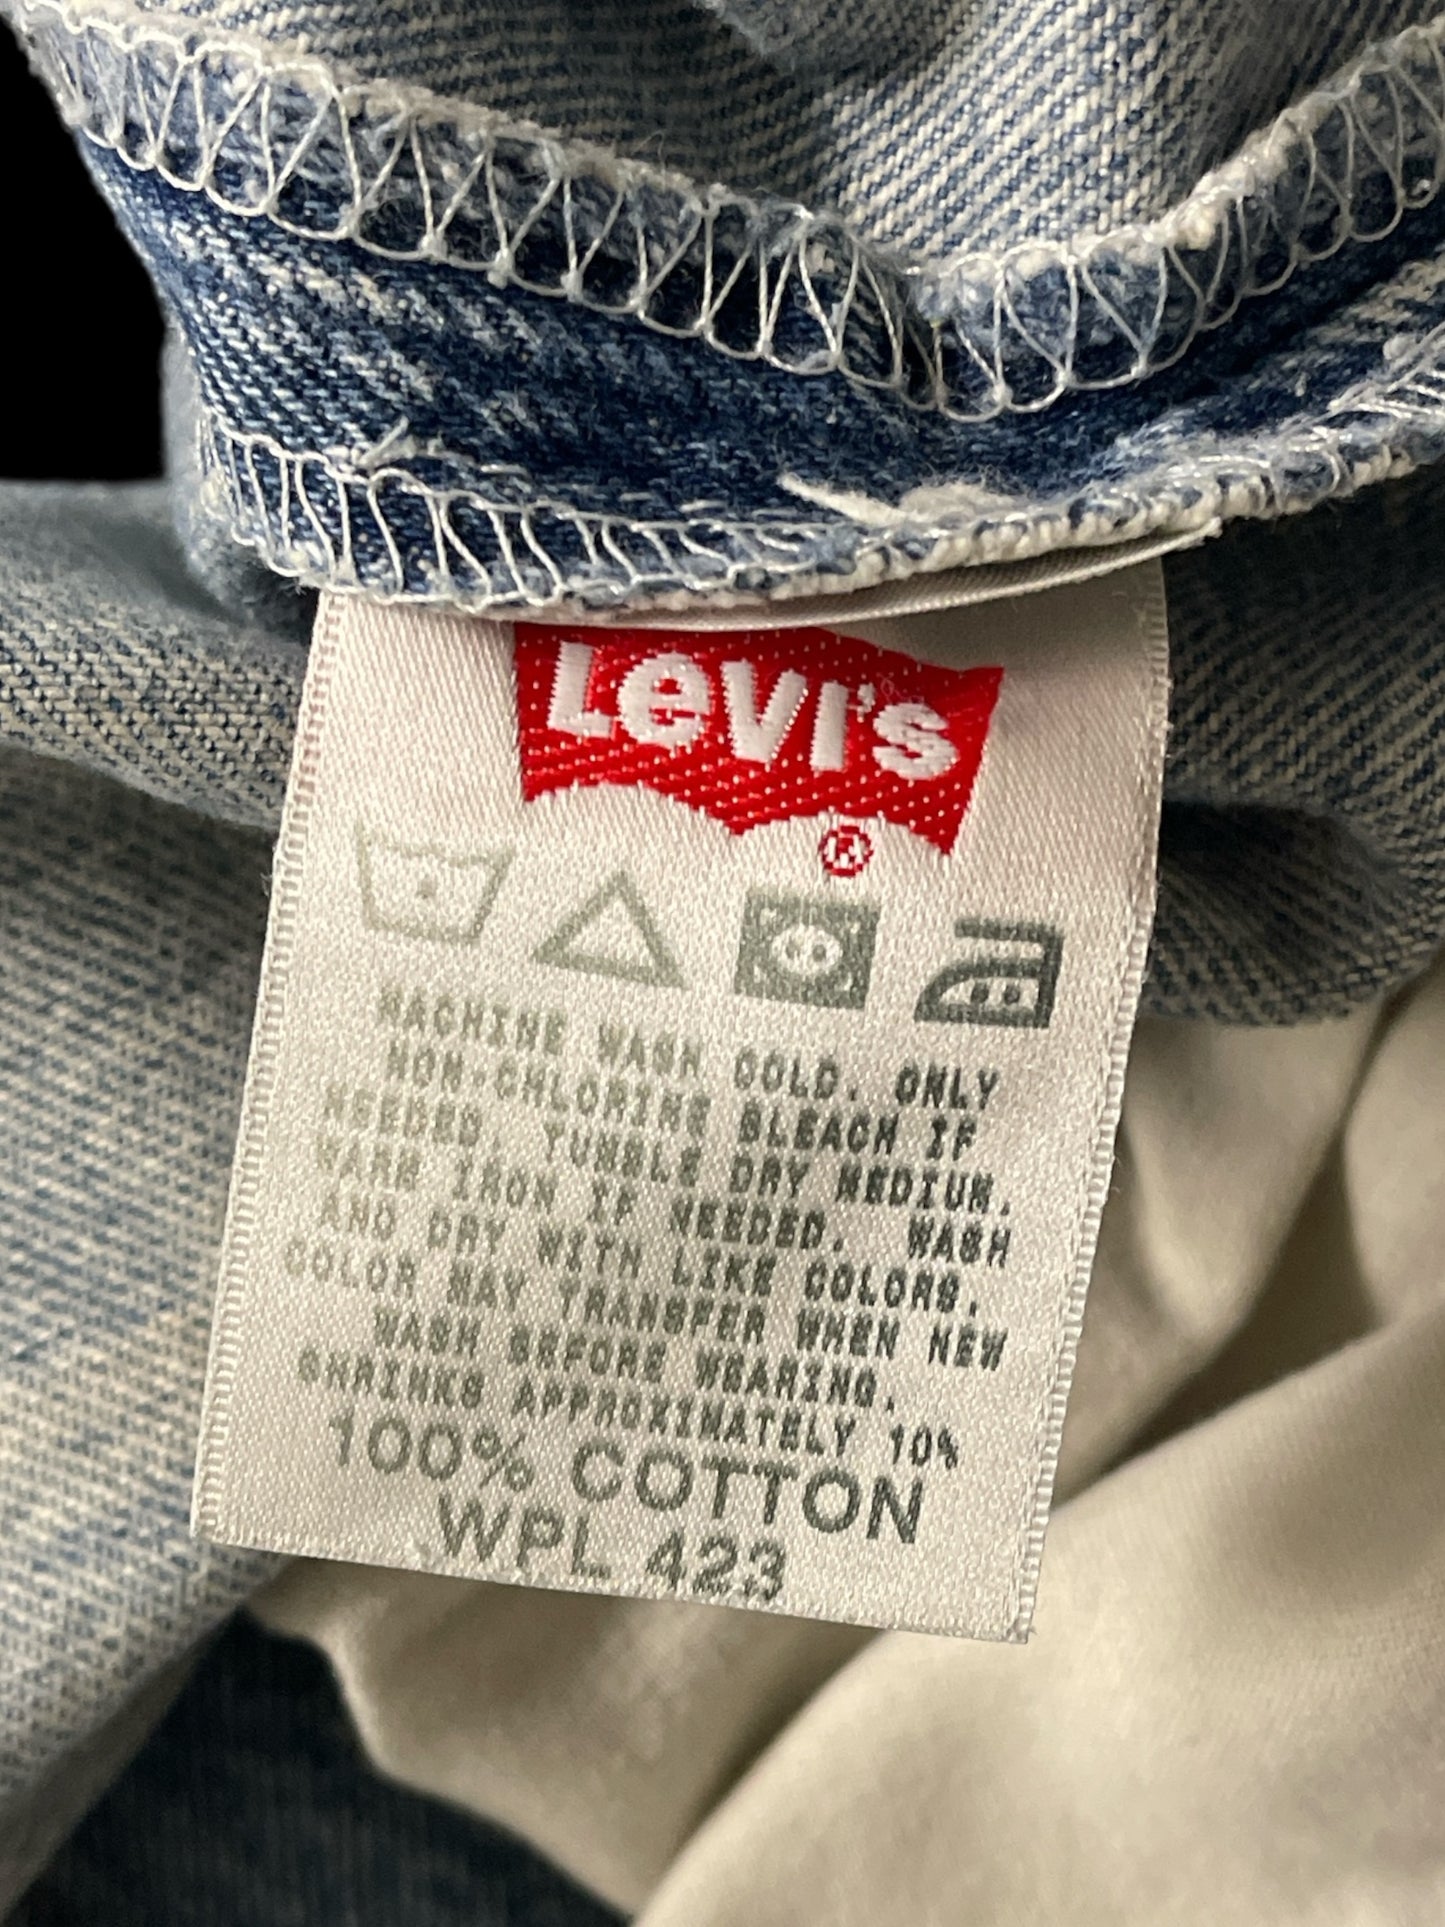 Levi's
®
MACHINE WASH COLD. ONLY
NON-CHLORINE BLEACH IF
NEEDED. TUMBLE DRY MEDIUM.
WARM IRON IF NEEDED. WASH
AND DRY WITH LIKE COLORS.
COLOR MAY TRANSFER WHEN NEW
WASH BEFORE WEARING.
SHRINKS APPROXIMATELY 10%
100% COTTON
WPL 423